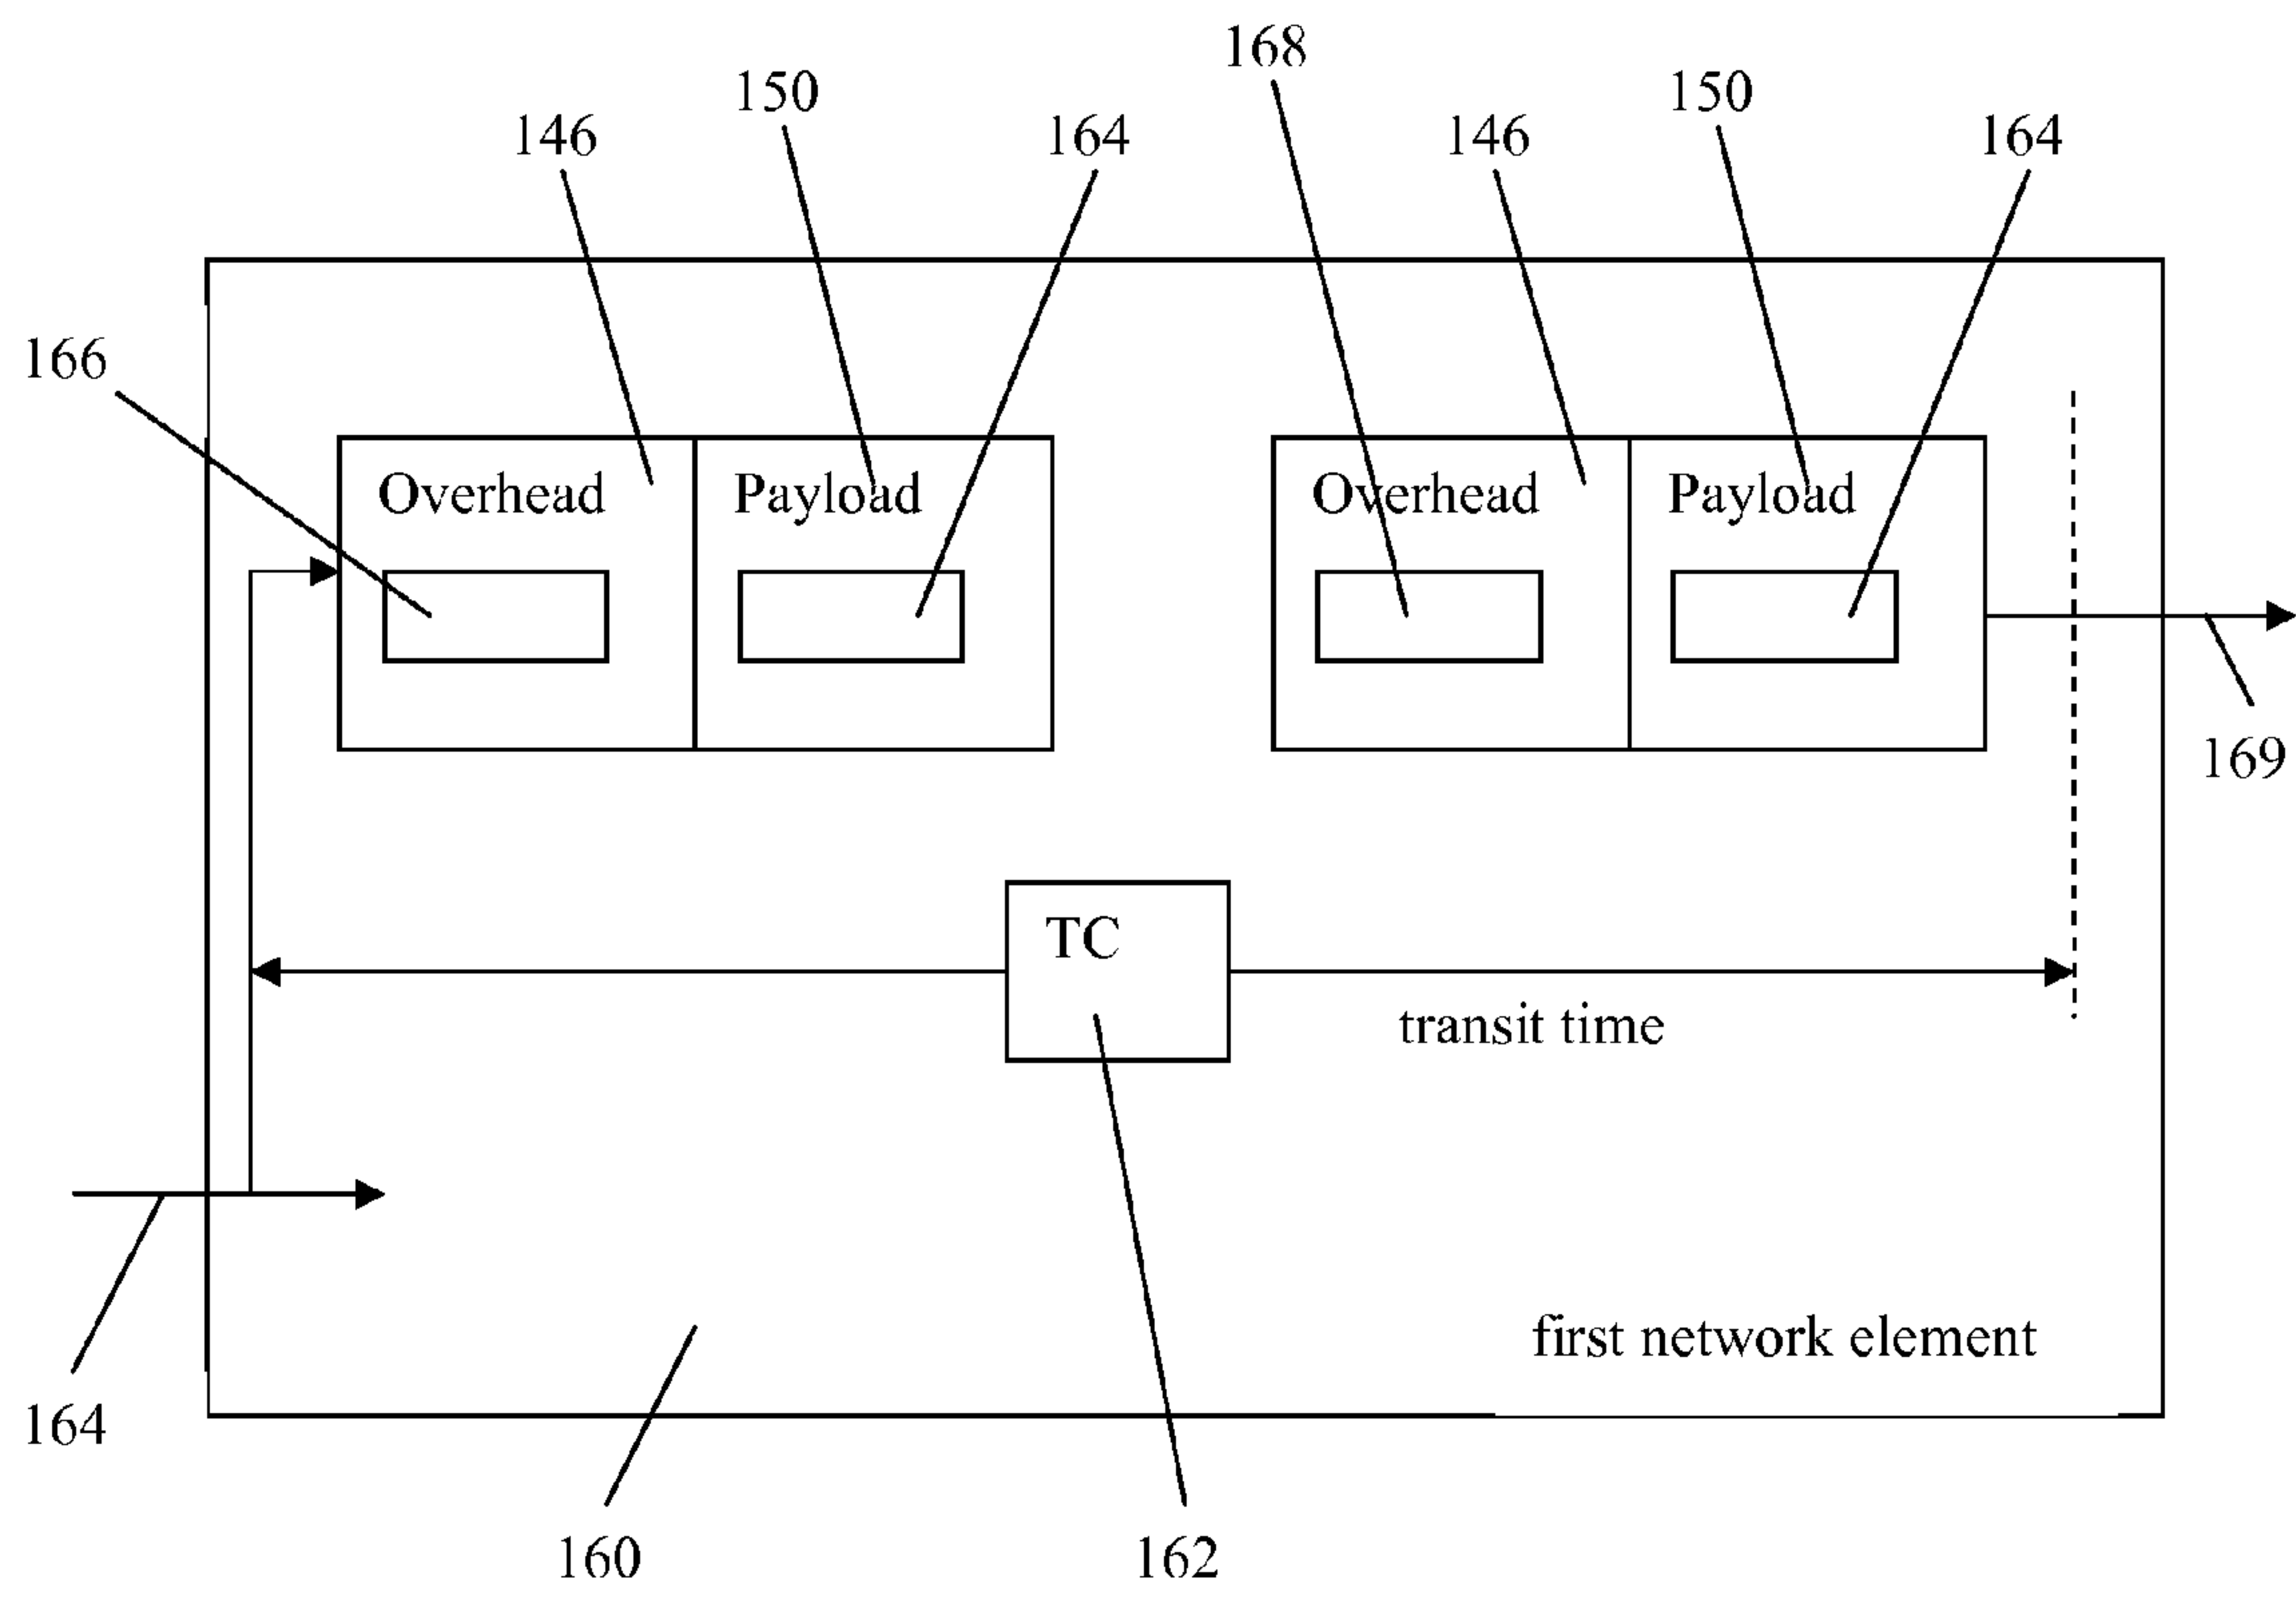 168
150
150
146
164
146
164
166
Overhead
Payload
Overhead
Payload
169
TC
transit time
first network element
164
160
162